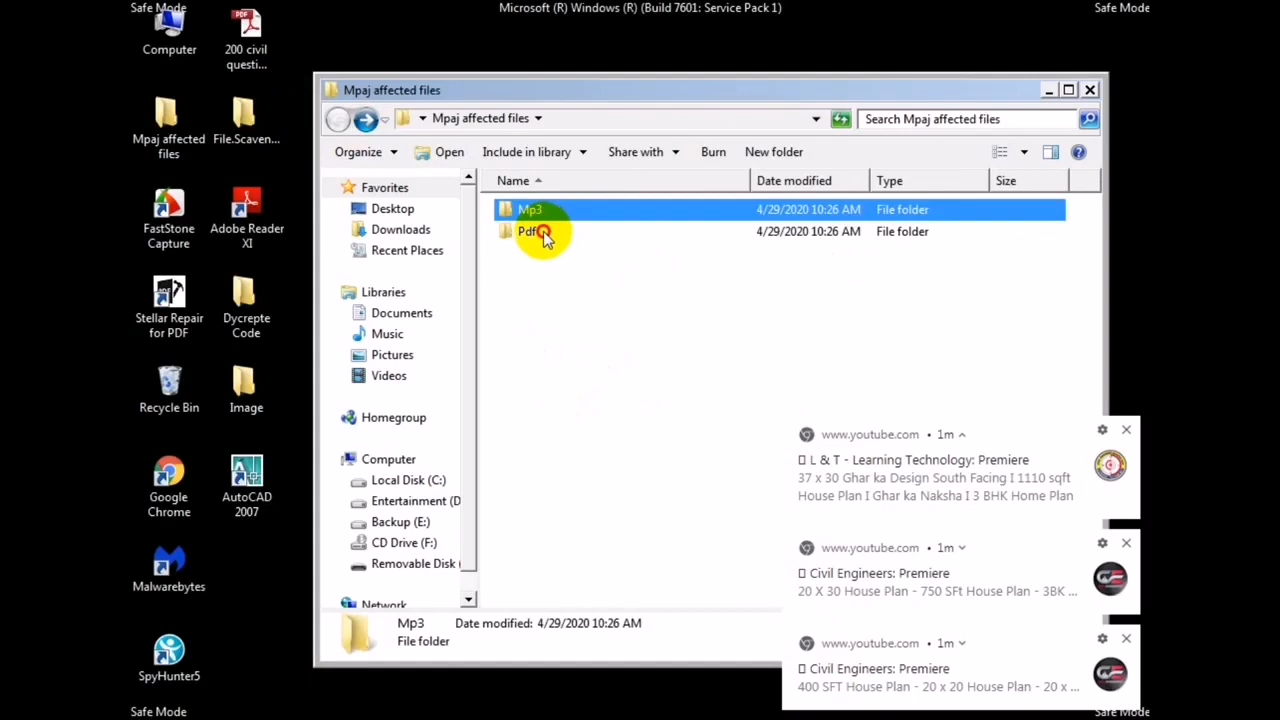 Safe Mode
Microsoft (R) Windows (R) (Build 7601: Service Pack 1)
Safe Mode
Computer
200 civil
questi...
Mpaj affected
files
File.Scaven...
FastStone
Capture
Adobe Reader
XI
Stellar Repair
for PDF
Dycrepte
Code
Recycle Bin
Image
Google
Chrome
AutoCAD
2007
Malwarebytes
SpyHunter5
Safe Mode
Mpaj affected files
Mpaj affected files
Search Mpaj affected files
Organize
Open
Include in library
Share with
Burn
New folder
Favorites
Desktop
Downloads
Recent Places
Libraries
Documents
Music
Pictures
Videos
Homegroup
Computer
Local Disk (C:)
Entertainment (D
Backup (E:)
CD Drive (F:)
Removable Disk
Network
Name
Date modified
Type
Size
Mp3
4/29/2020 10:26 AM
File folder
Pdf
4/29/2020 10:26 AM
File folder
Mp3
Date modified: 4/29/2020 10:26 AM
File folder
www.youtube.com • 1m
L & T - Learning Technology: Premiere
37 x 30 Ghar ka Design South Facing I 1110 sqft
House Plan I Ghar ka Naksha I 3 BHK Home Plan
www.youtube.com • 1m
Civil Engineers: Premiere
20 X 30 House Plan - 750 SFt House Plan - 3BK ...
www.youtube.com • 1m
Civil Engineers: Premiere
400 SFT House Plan - 20 x 20 House Plan - 20 x ...
Safe Mode